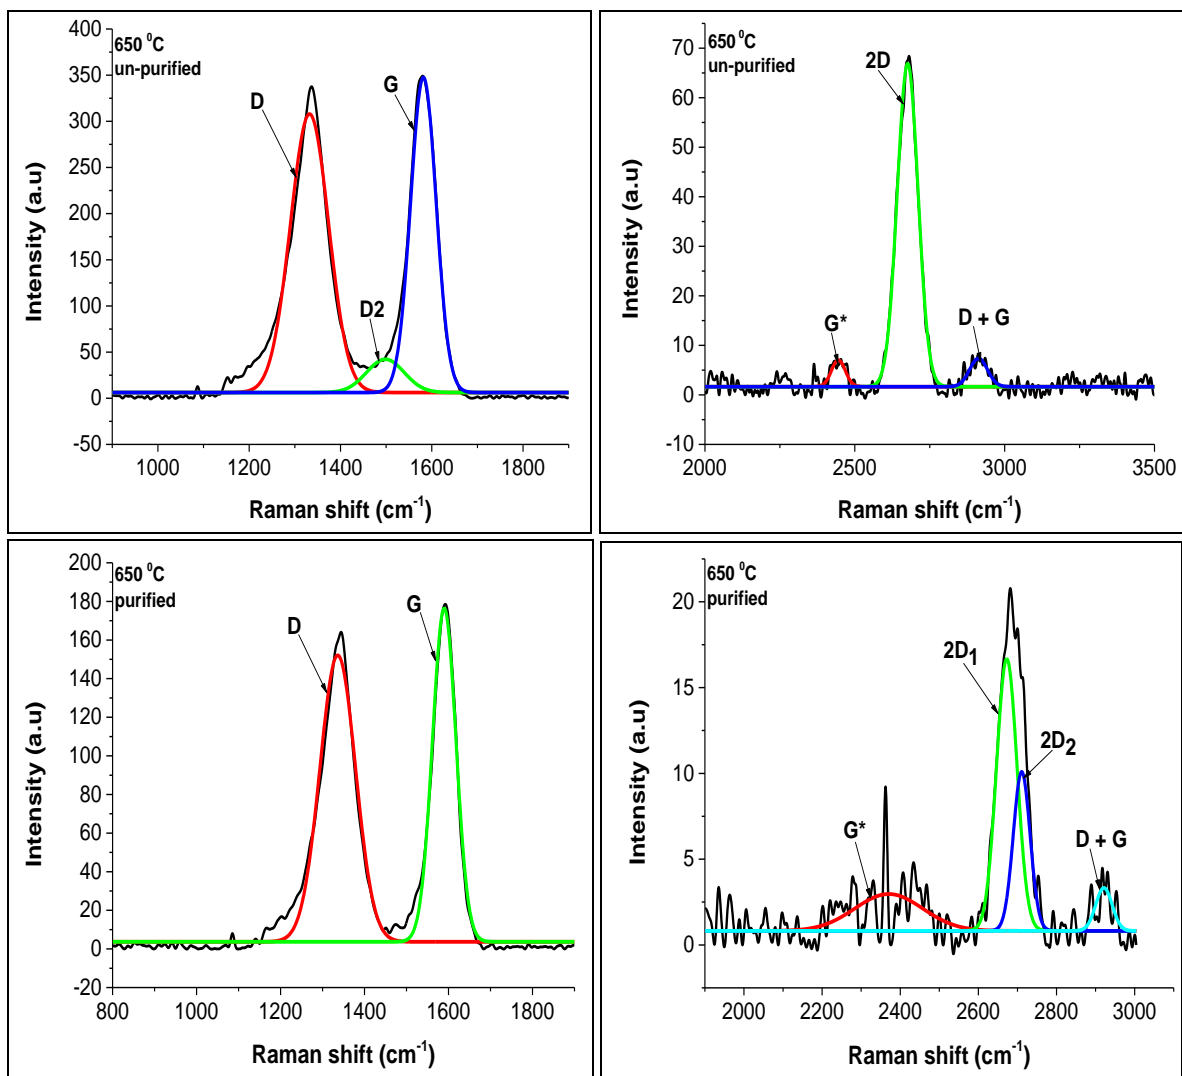 650 ⁰C
un-purified
D
G
D2
400
350
300
250
200
150
100
50
0
-50
1000
1200
1400
1600
1800
Intensity (a.u)
Raman shift (cm⁻¹)
650 ⁰C
un-purified
2D
G*
D + G
70
60
50
40
30
20
10
0
-10
2000
2500
3000
3500
Intensity (a.u)
Raman shift (cm⁻¹)
650 ⁰C
purified
D
G
200
180
160
140
120
100
80
60
40
20
0
-20
800
1000
1200
1400
1600
1800
Intensity (a.u)
Raman shift (cm⁻¹)
650 ⁰C
purified
2D₁
2D₂
G*
D + G
20
15
10
5
0
2000
2200
2400
2600
2800
3000
Intensity (a.u)
Raman shift (cm⁻¹)